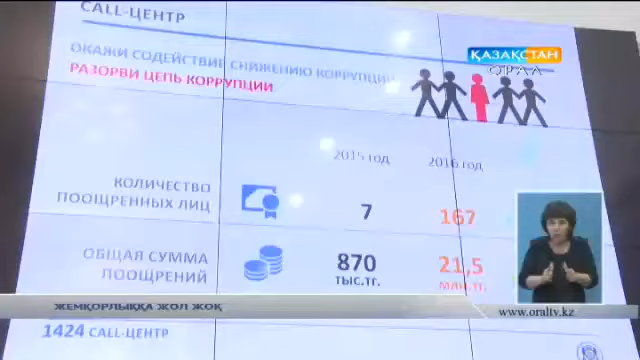 CALL-ЦЕНТР
ОКАЖИ СОДЕЙСТВИЕ СНИЖЕНИЮ КОРРУПЦИИ
РАЗОРВИ ЦЕПЬ КОРРУПЦИИ
ҚАЗАҚСТАН
ОРАЛ
2015 год
2016 год
КОЛИЧЕСТВО
ПООЩРЕННЫХ ЛИЦ
7
167
ОБЩАЯ СУММА
ПООЩРЕНИЙ
870
ТЫС.ТГ.
21,5
МЛН.ТГ.
ЖЕМҚОРЛЫҚҚА ЖОЛ ЖОҚ
www.oraltv.kz
1424 CALL-ЦЕНТР